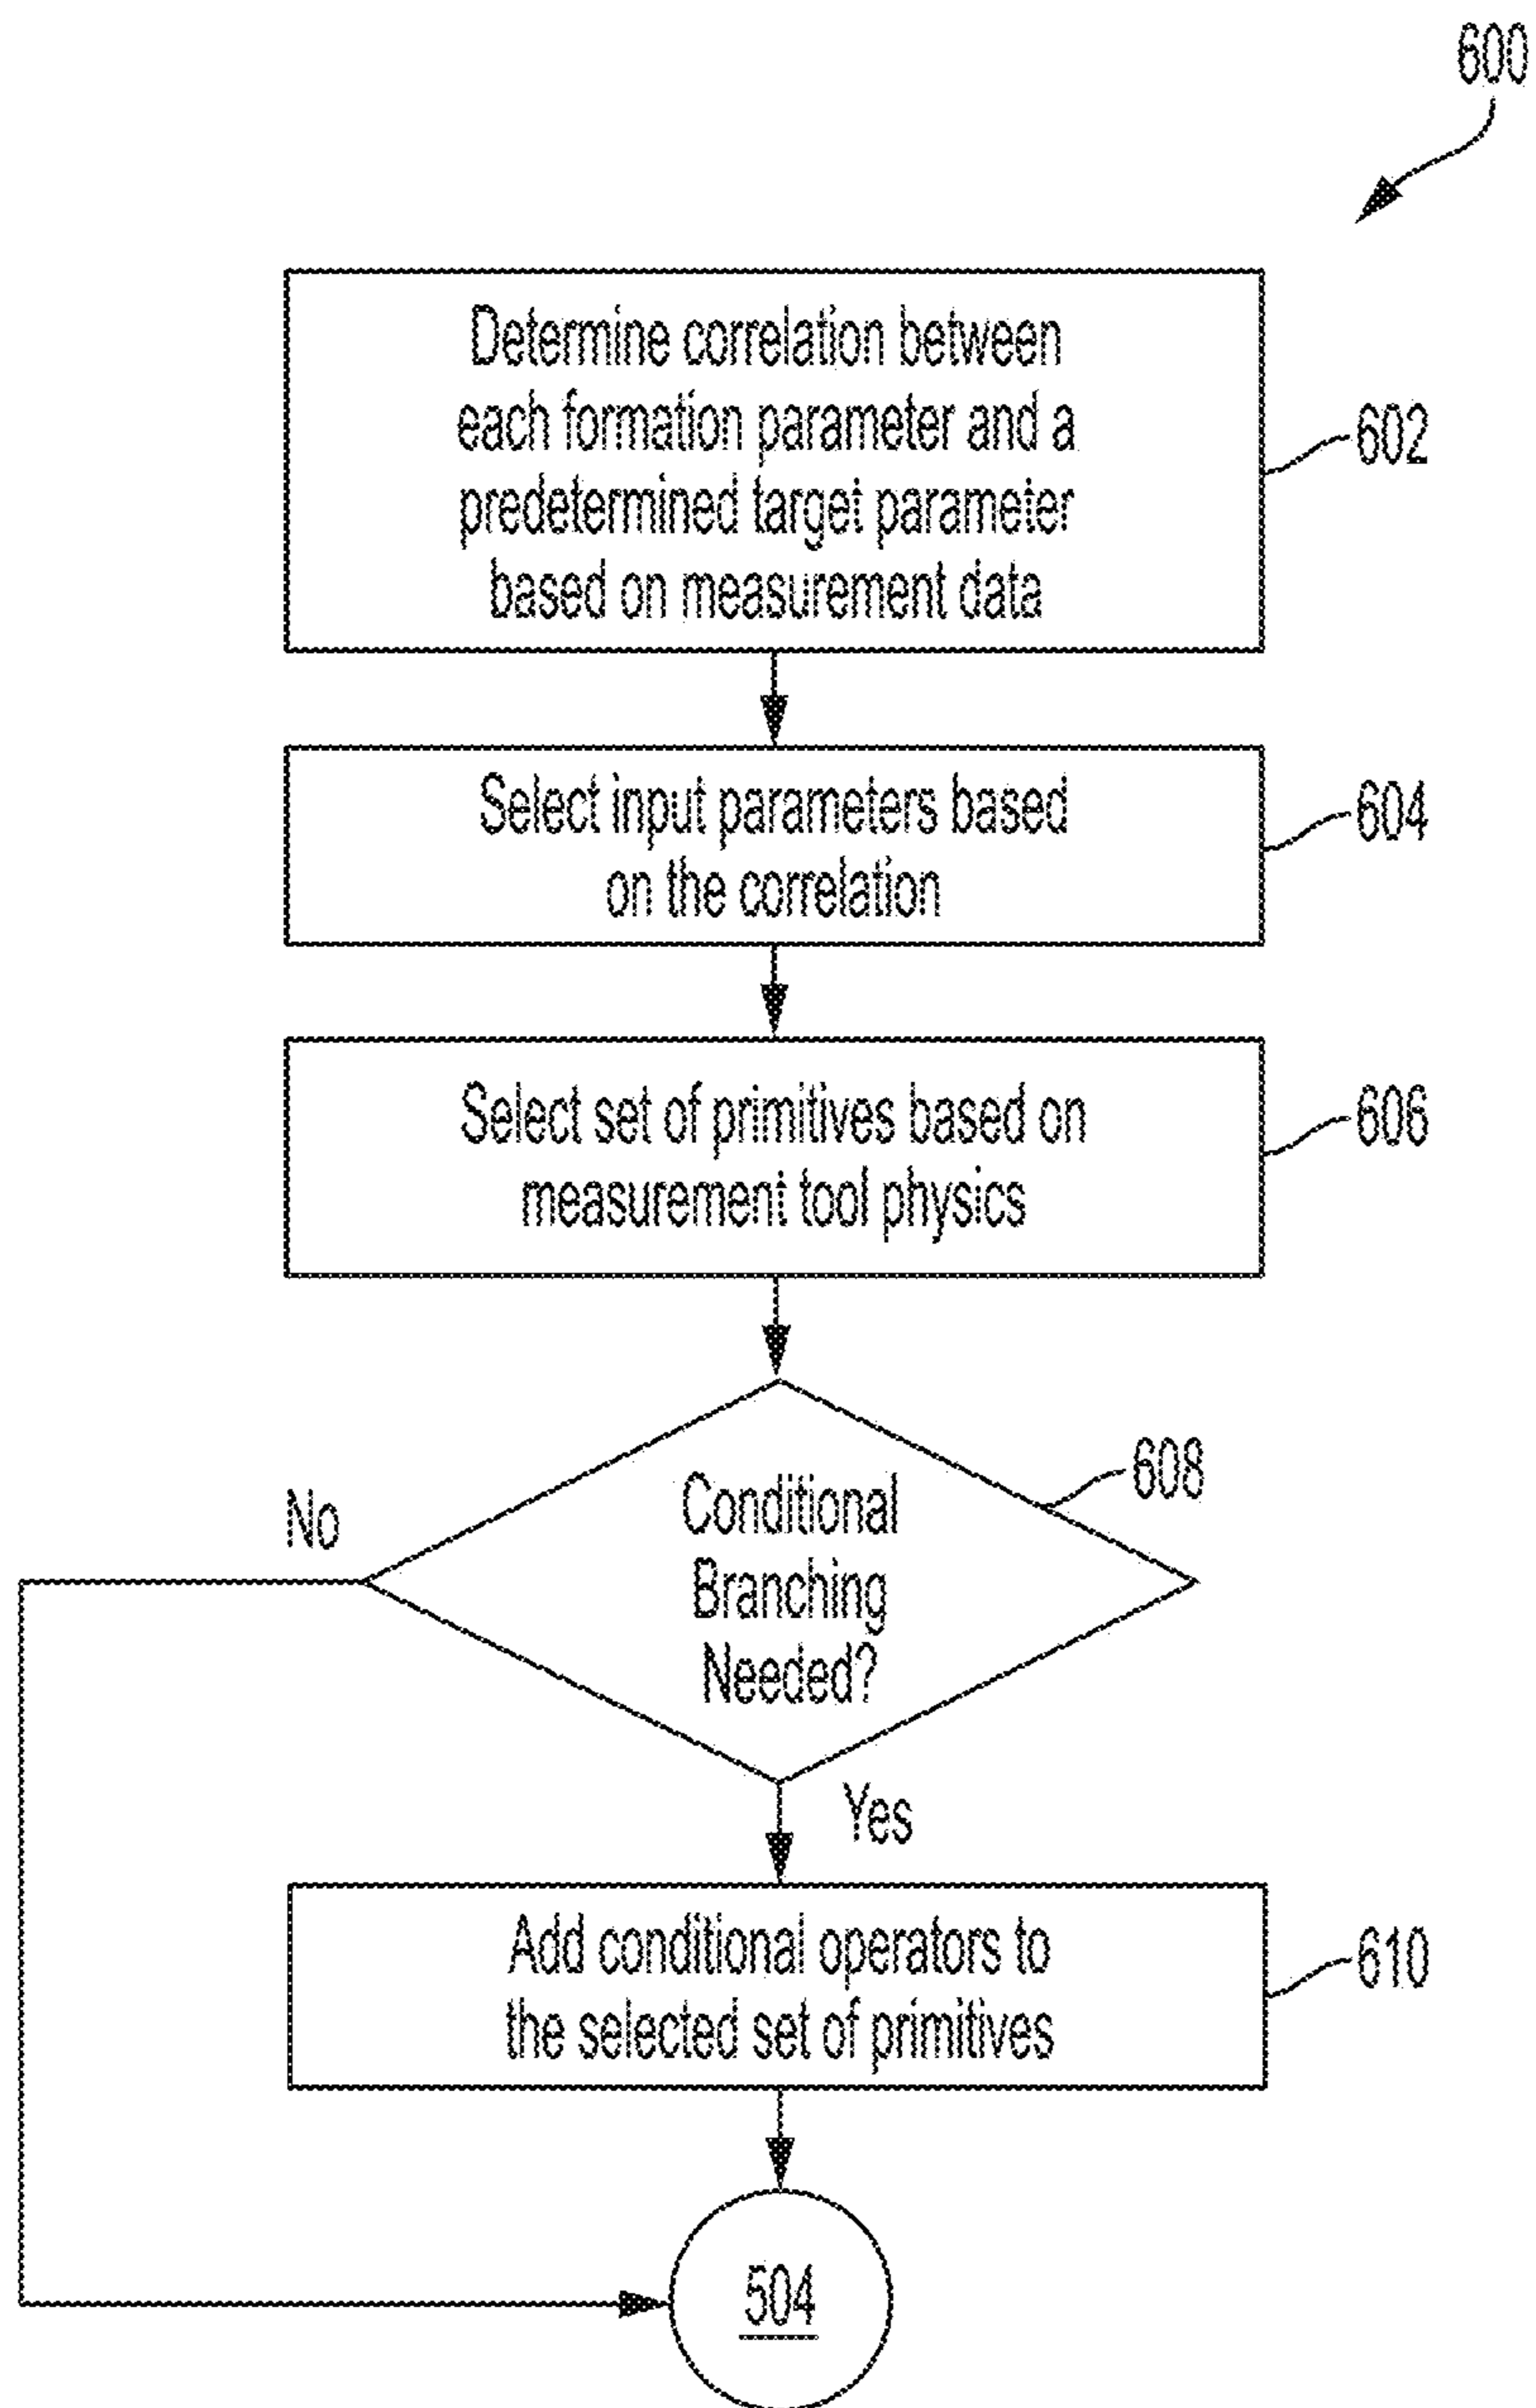 600
Determine correlation between
each formation parameter and a
predetermined target parameter
based on measurement data
602
Select input parameters based
on the correlation
604
Select set of primitives based on
measurement tool physics
606
Conditional
Branching
Needed?
608
No
Yes
Add conditional operators to
the selected set of primitives
610
504